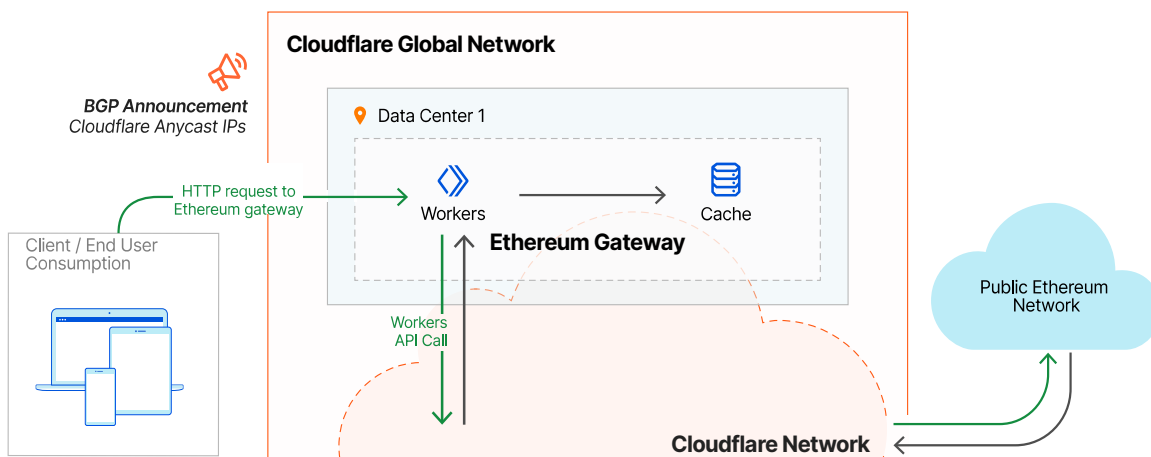 Cloudflare Global Network
BGP Announcement
Cloudflare Anycast IPs
Data Center 1
HTTP request to
Ethereum gateway
Workers
Cache
Ethereum Gateway
Client / End User
Consumption
Workers
API Call
Public Ethereum
Network
Cloudflare Network